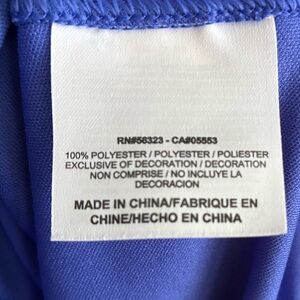 RN#56323 - CA#05553
100% POLYESTER / POLYESTER / POLIESTER
EXCLUSIVE OF DECORATION / DECORATION
NON COMPRISE / NO INCLUYE LA
DECORACION
MADE IN CHINA/FABRIQUE EN
CHINE/HECHO EN CHINA